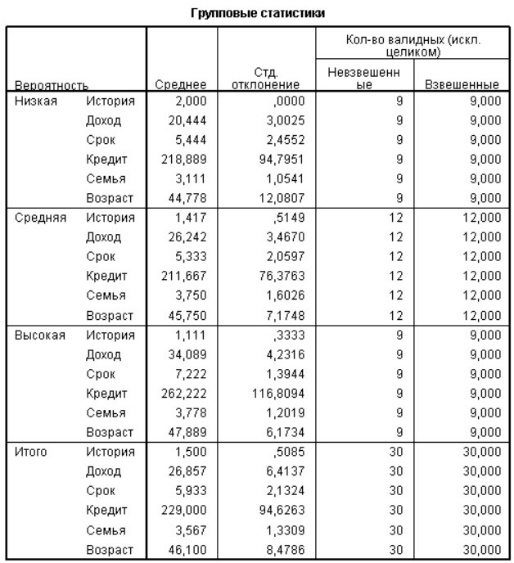 Групповые статистики
Кол-во валидных (искл. целиком)
Вероятность Среднее Стд. отклонение Невзвешенные Взвешенные
Низкая История 2,000 ,0000 9 9,000
Доход 20,444 3,0025 9 9,000
Срок 5,444 2,4552 9 9,000
Кредит 218,889 94,7951 9 9,000
Семья 3,111 1,0541 9 9,000
Возраст 44,778 12,0807 9 9,000
Средняя История 1,417 ,5149 12 12,000
Доход 26,242 3,4670 12 12,000
Срок 5,333 2,0597 12 12,000
Кредит 211,667 76,3763 12 12,000
Семья 3,750 1,6026 12 12,000
Возраст 45,750 7,1748 12 12,000
Высокая История 1,111 ,3333 9 9,000
Доход 34,089 4,2316 9 9,000
Срок 7,222 1,3944 9 9,000
Кредит 262,222 116,8094 9 9,000
Семья 3,778 1,2019 9 9,000
Возраст 47,889 6,1734 9 9,000
Итого История 1,500 ,5085 30 30,000
Доход 26,857 6,4137 30 30,000
Срок 5,933 2,1324 30 30,000
Кредит 229,000 94,6263 30 30,000
Семья 3,567 1,3309 30 30,000
Возраст 46,100 8,4786 30 30,000